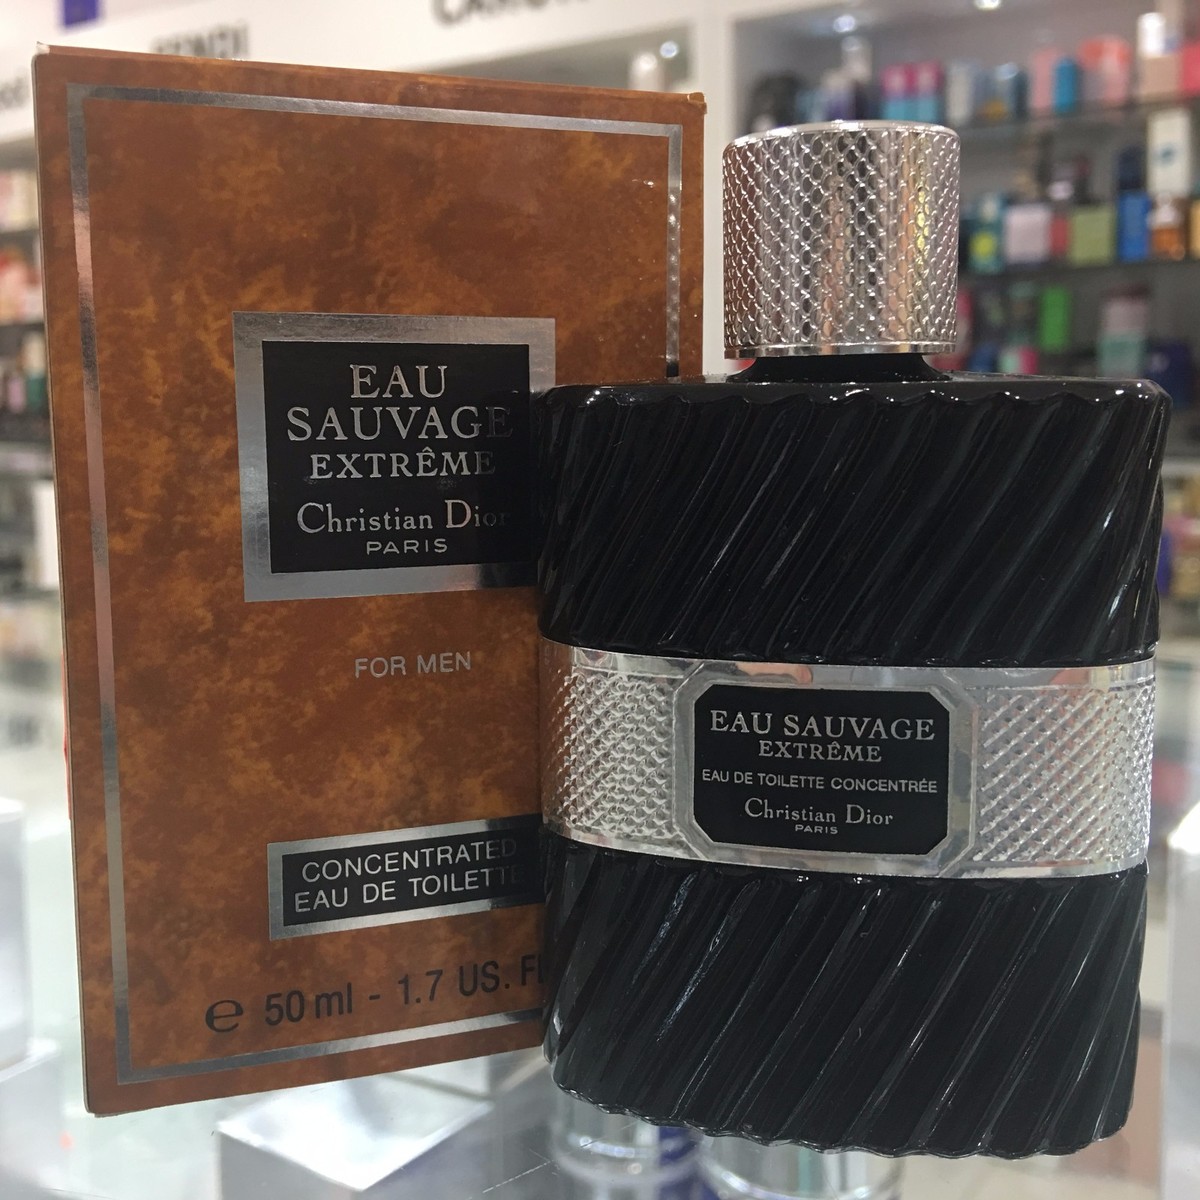 EAU
SAUVAGE
EXTRÊME
Christian Dior
PARIS
FOR MEN
CONCENTRATED
EAU DE TOILETTE
e 50 ml - 1.7 US.
EAU SAUVAGE
EXTRÊME
EAU DE TOILETTE CONCENTRÉE
Christian Dior
PARIS